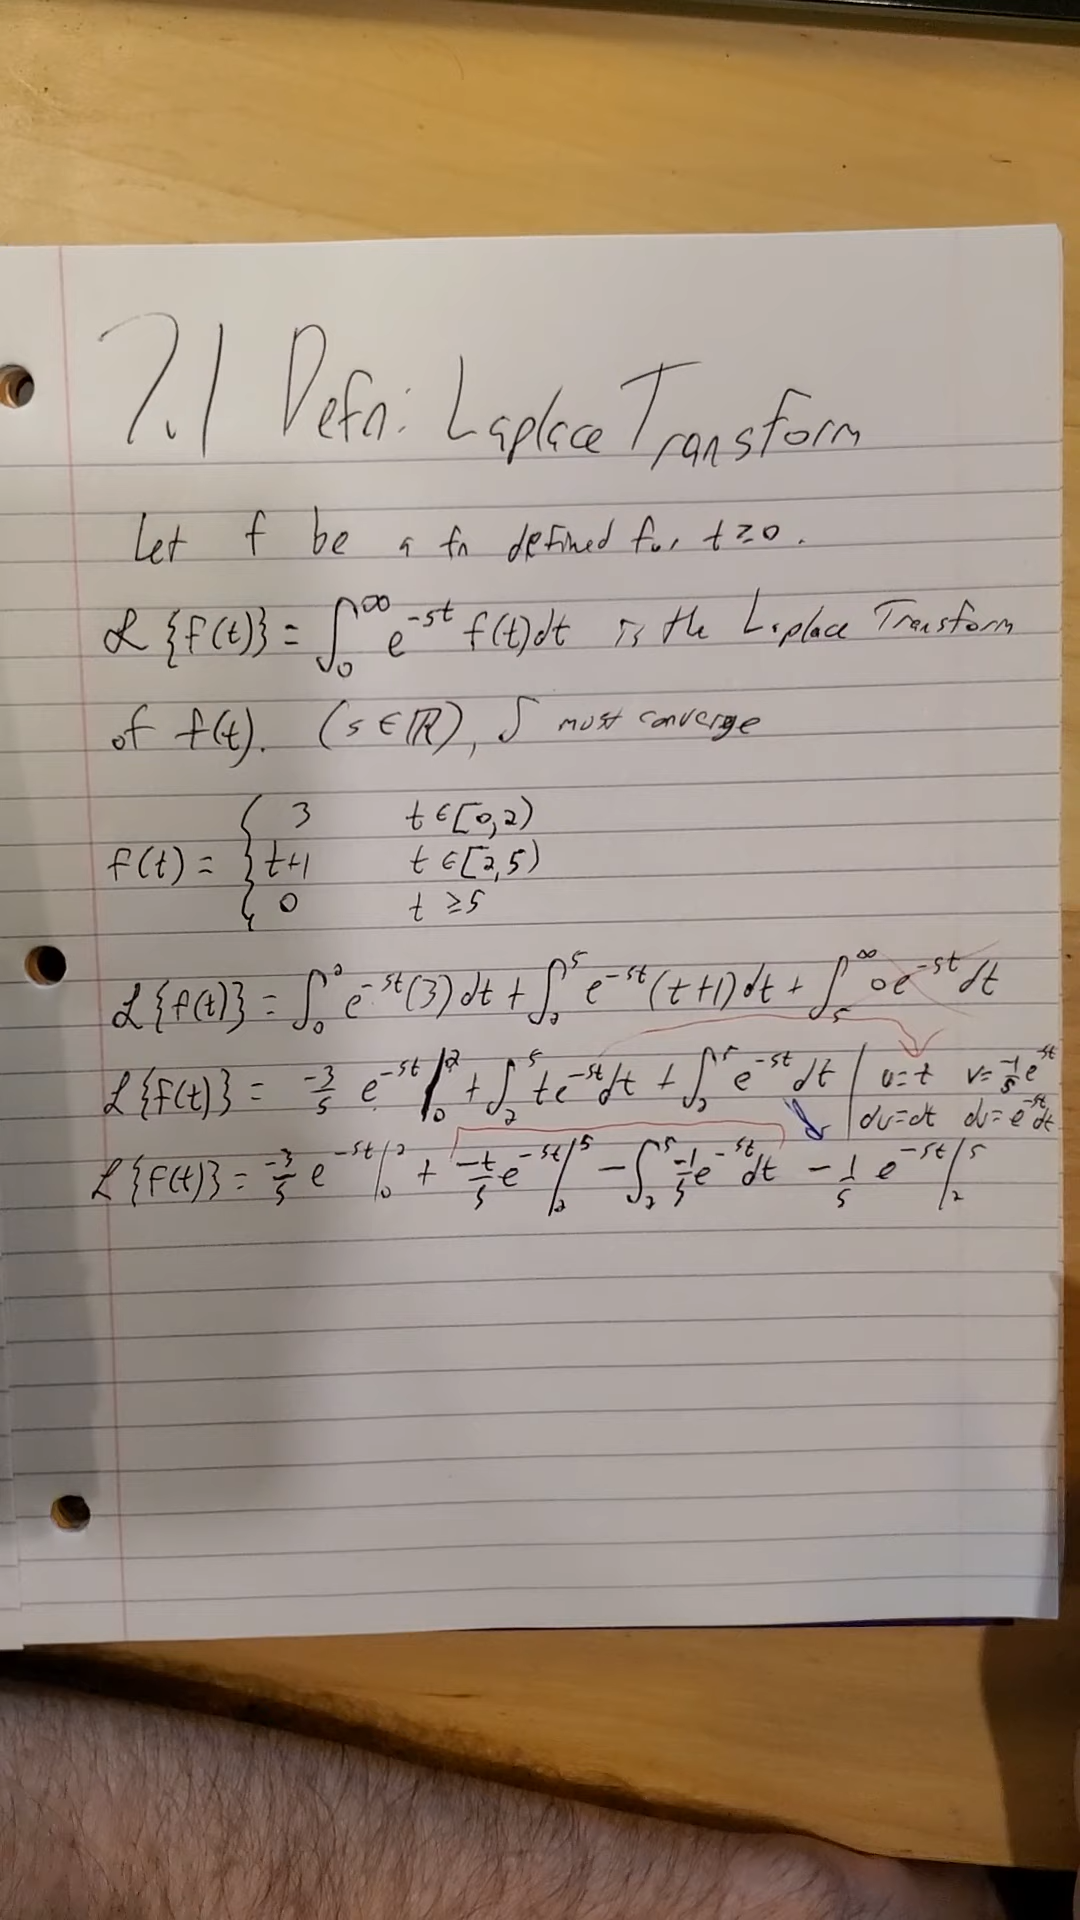 7.1 Defn: Laplace Transform
Let f be a fn defined for t ≥ 0.
ℒ{f(t)} = ∫₀^∞ e^(-st) f(t) dt is the Laplace Transform
of f(t). (s ∈ ℝ), ∫ must converge
f(t) = { 3 t ∈ [0,2)
t+1 t ∈ [2,5)
0 t ≥ 5
ℒ{f(t)} = ∫₀² e^(-st) (3) dt + ∫₂⁵ e^(-st) (t+1) dt + ∫₅^∞ 0e^(-st) dt
ℒ{f(t)} = -3/s e^(-st) |₀² + ∫₂⁵ te^(-st) dt + ∫₂⁵ e^(-st) dt | u=t v=-1/s e^(-st)
du=dt dv=e^(-st)dt
ℒ{f(t)} = -3/s e^(-st) |₀² + -t/s e^(-st) |₂⁵ - ∫₂⁵ -1/s e^(-st) dt - 1/s e^(-st) |₂⁵